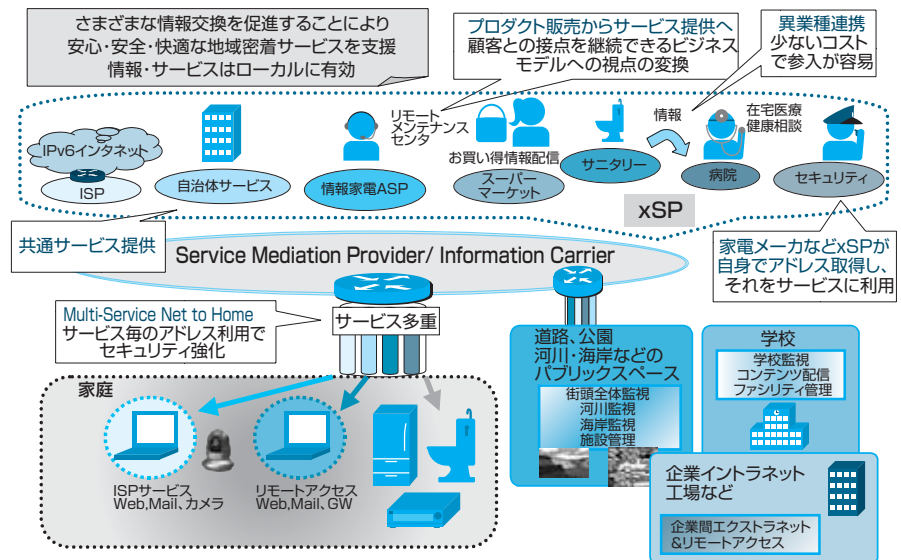 さまざまな情報交換を促進することにより
安心・安全・快適な地域密着サービスを支援
情報・サービスはローカルに有効
プロダクト販売からサービス提供へ
顧客との接点を継続できるビジネス
モデルへの視点の変換
異業種連携
少ないコスト
で参入が容易
IPv6インタネット
ISP
自治体サービス
リモート
メンテナンス
センタ
情報家電ASP
お買い得情報配信
スーパー
マーケット
サニタリー
情報
在宅医療
健康相談
病院
セキュリティ
xSP
共通サービス提供
Service Mediation Provider/ Information Carrier
家電メーカなどxSPが
自身でアドレス取得し、
それをサービスに利用
Multi-Service Net to Home
サービス毎のアドレス利用で
セキュリティ強化
サービス多重
家庭
ISPサービス
Web,Mail、カメラ
リモートアクセス
Web,Mail、GW
道路、公園
河川・海岸などの
パブリックスペース
街頭全体監視
河川監視
海岸監視
施設管理
学校
学校監視
コンテンツ配信
ファシリティ管理
企業イントラネット
工場など
企業間エクストラネット
&リモートアクセス